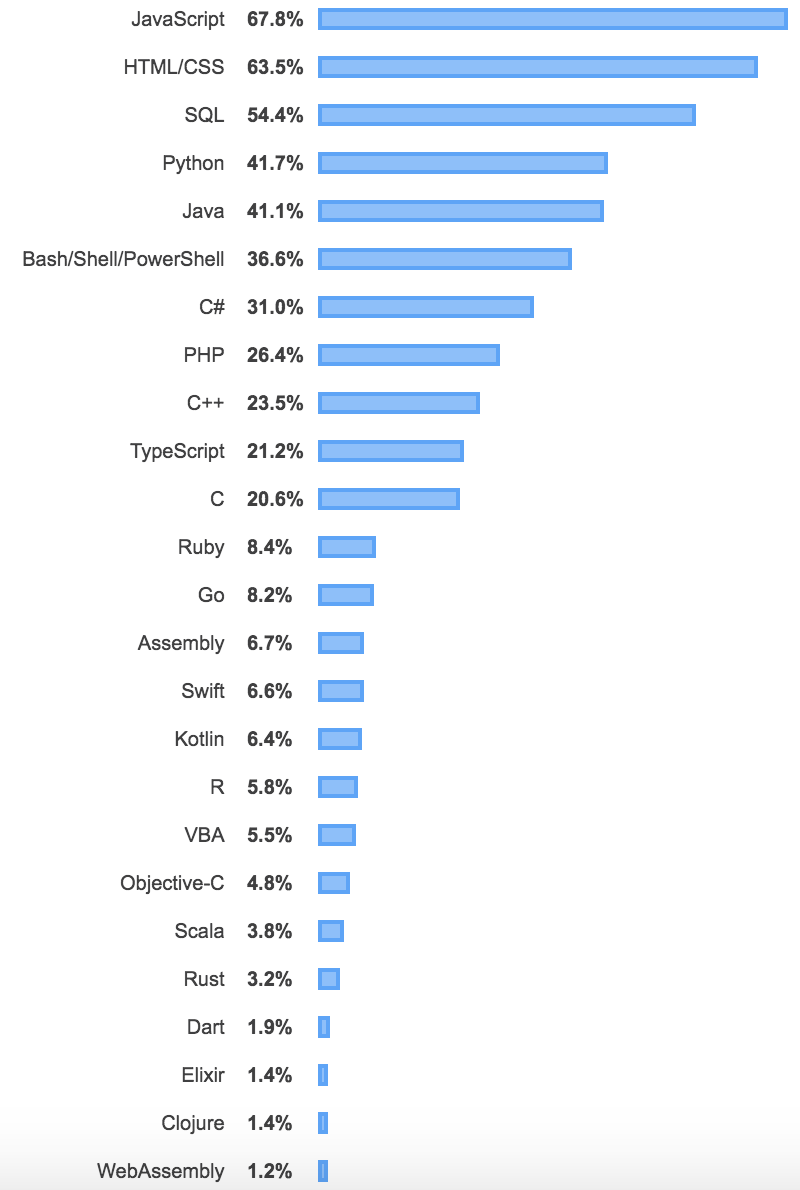 JavaScript 67.8%
HTML/CSS 63.5%
SQL 54.4%
Python 41.7%
Java 41.1%
Bash/Shell/PowerShell 36.6%
C# 31.0%
PHP 26.4%
C++ 23.5%
TypeScript 21.2%
C 20.6%
Ruby 8.4%
Go 8.2%
Assembly 6.7%
Swift 6.6%
Kotlin 6.4%
R 5.8%
VBA 5.5%
Objective-C 4.8%
Scala 3.8%
Rust 3.2%
Dart 1.9%
Elixir 1.4%
Clojure 1.4%
WebAssembly 1.2%